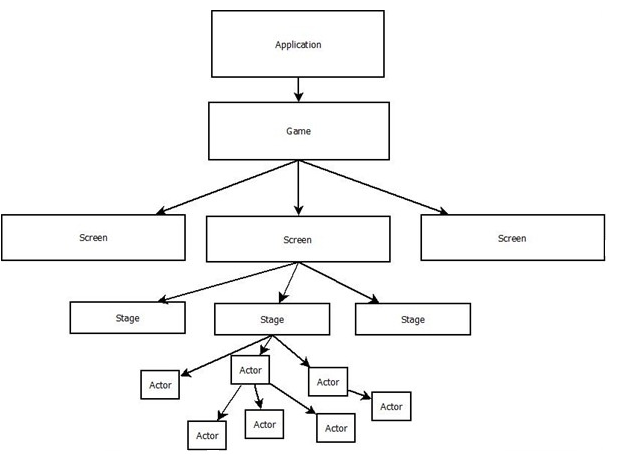 Application
Game
Screen
Screen
Screen
Stage
Stage
Stage
Actor
Actor
Actor
Actor
Actor
Actor
Actor